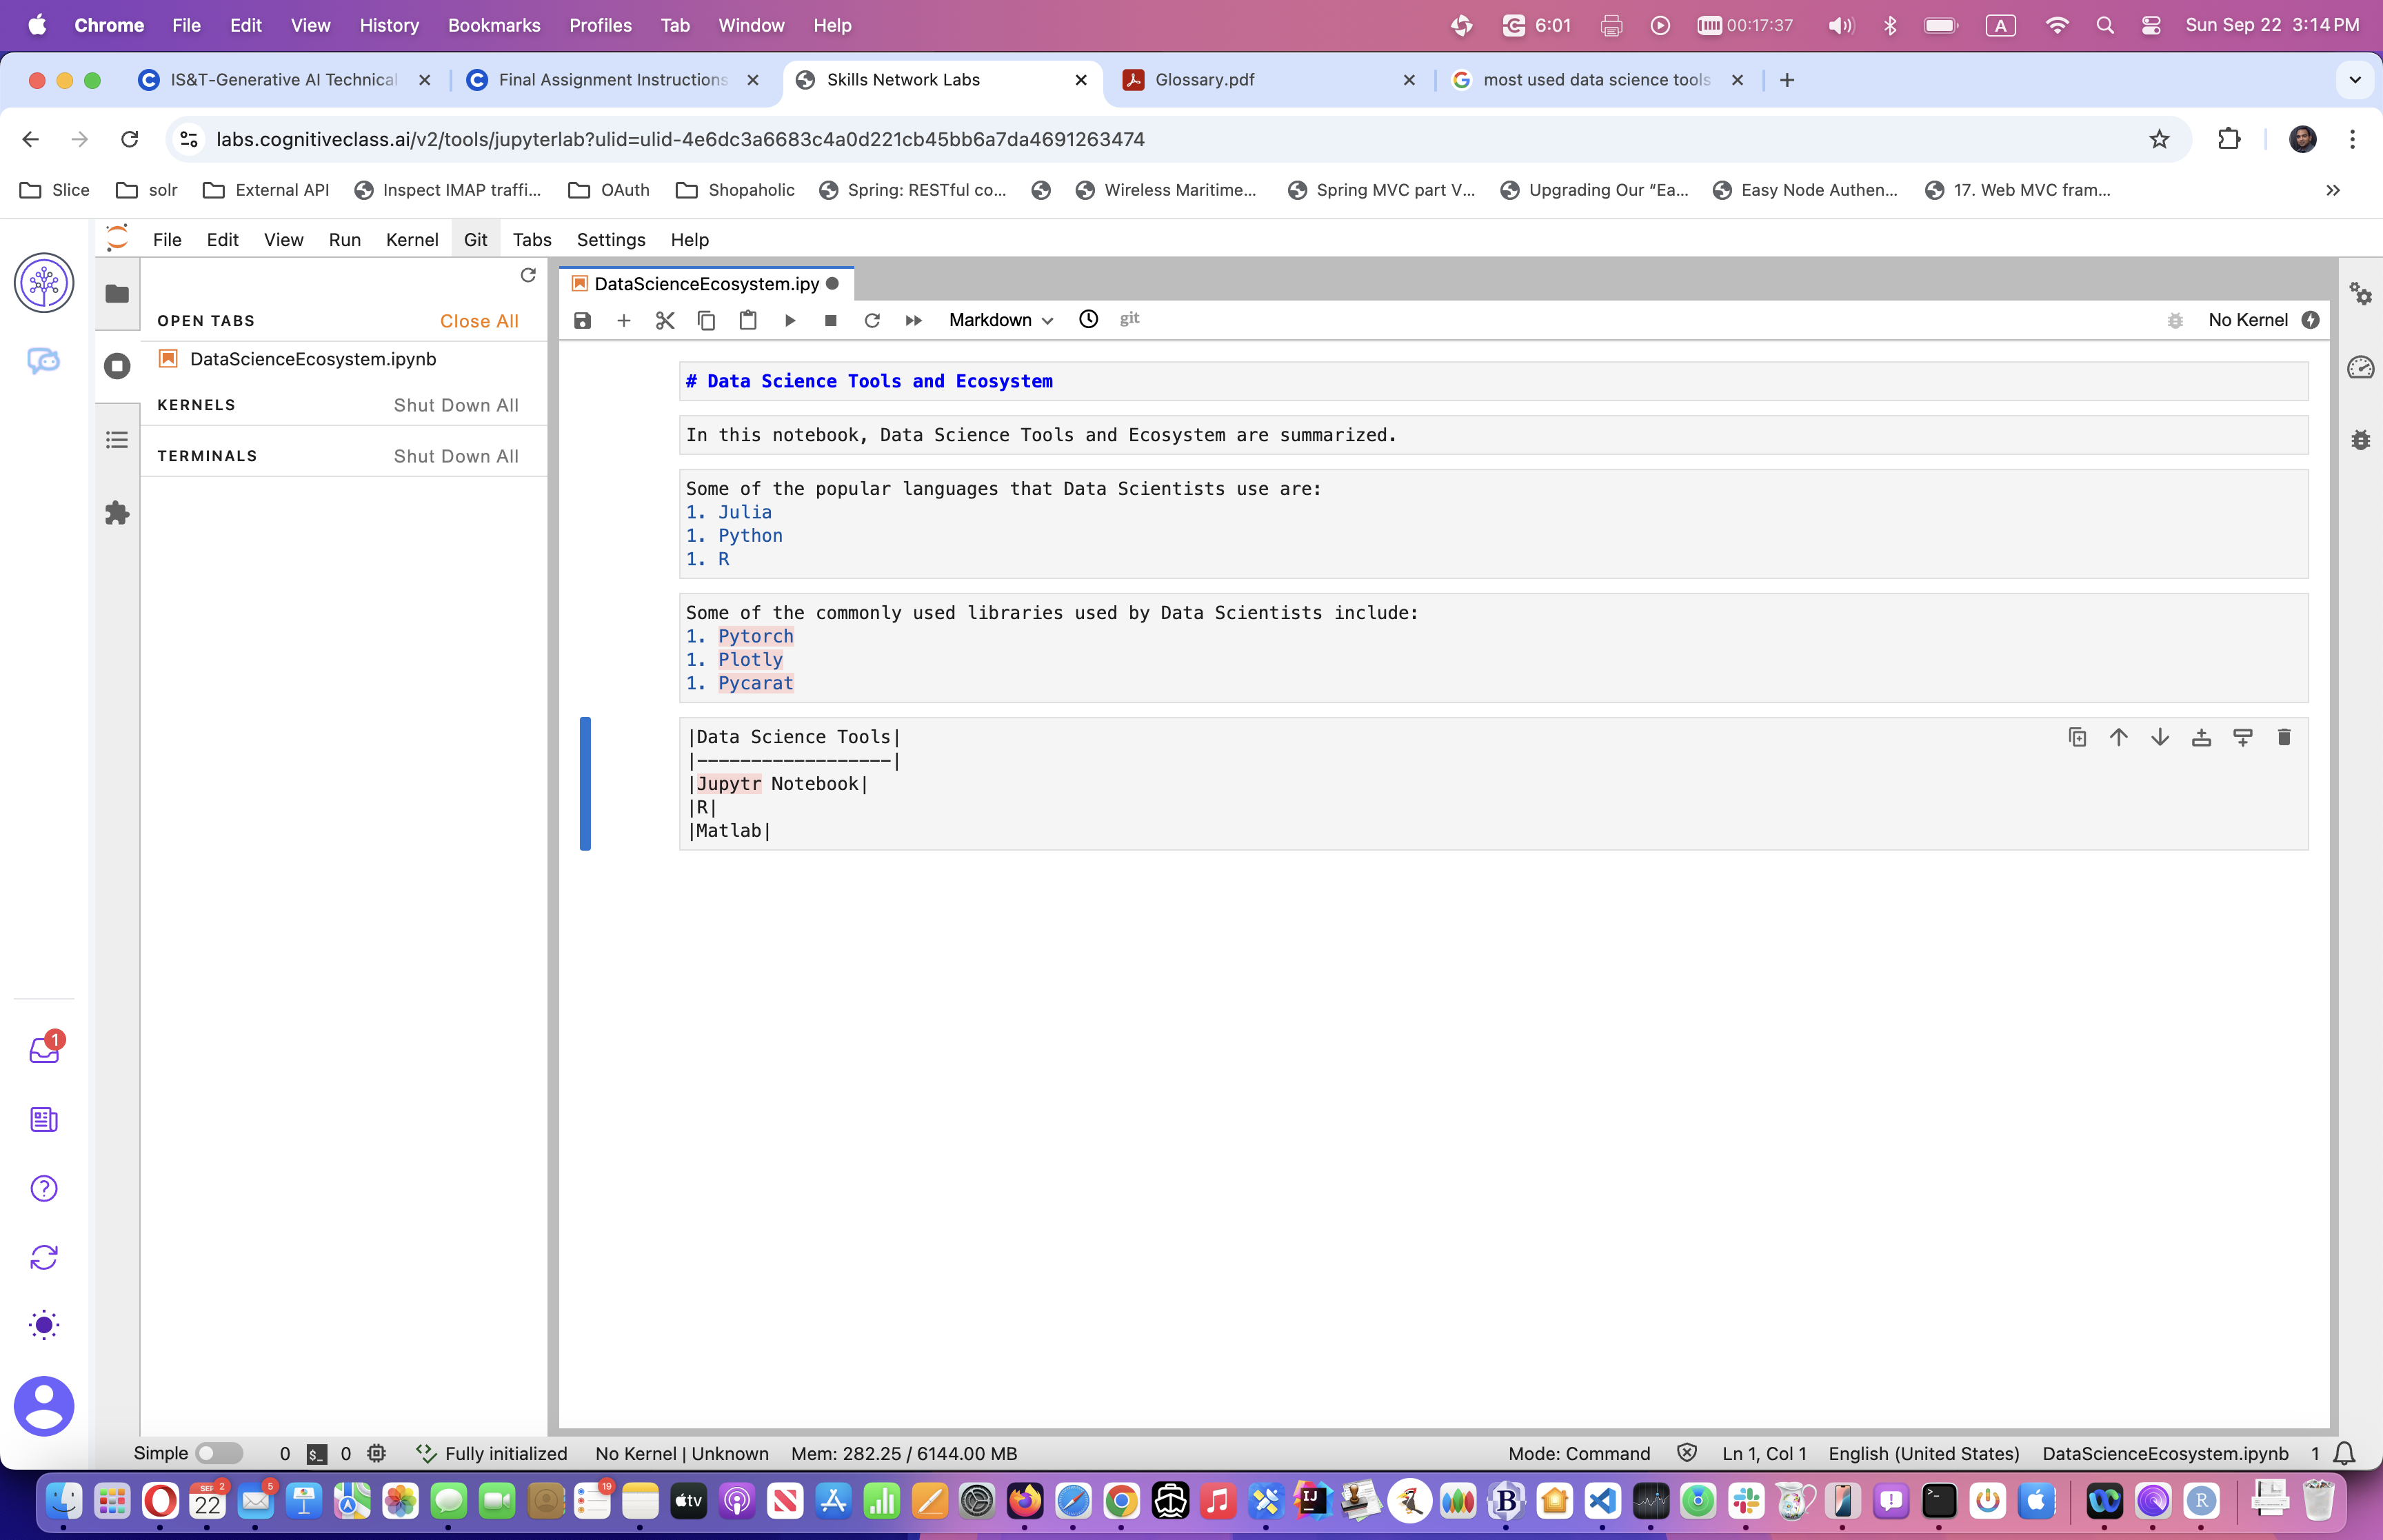 Chrome File Edit View History Bookmarks Profiles Tab Window Help 6:01 00:17:37 A Sun Sep 22 3:14 PM
IS&T-Generative AI Technical Final Assignment Instructions Skills Network Labs Glossary.pdf most used data science tools
labs.cognitiveclass.ai/v2/tools/jupyterlab?ulid=ulid-4e6dc3a6683c4a0d221cb45bb6a7da4691263474
Slice solr External API Inspect IMAP traffi... OAuth Shopaholic Spring: RESTful co... Wireless Maritime... Spring MVC part V... Upgrading Our “Ea... Easy Node Authen... 17. Web MVC fram...
File Edit View Run Kernel Git Tabs Settings Help
OPEN TABS Close All
DataScienceEcosystem.ipynb
KERNELS Shut Down All
TERMINALS Shut Down All
DataScienceEcosystem.ipy
Markdown git No Kernel
# Data Science Tools and Ecosystem
In this notebook, Data Science Tools and Ecosystem are summarized.
Some of the popular languages that Data Scientists use are:
1. Julia
1. Python
1. R
Some of the commonly used libraries used by Data Scientists include:
1. Pytorch
1. Plotly
1. Pycarat
|Data Science Tools|
|------------------|
|Jupytr Notebook|
|R|
|Matlab|
1
Simple 0 $_ 0 Fully initialized No Kernel | Unknown Mem: 282.25 / 6144.00 MB Mode: Command Ln 1, Col 1 English (United States) DataScienceEcosystem.ipynb 1
SEP 22 2 5 19 tv IJ B R